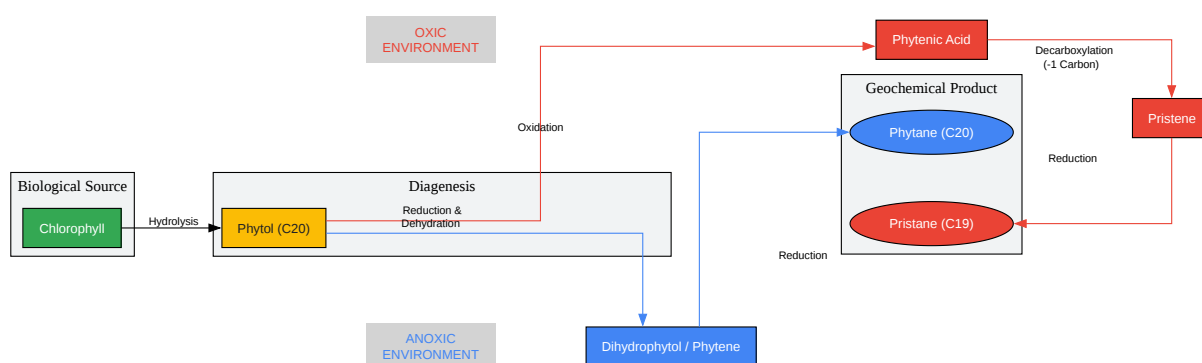 OXIC
ENVIRONMENT
Phytenic Acid
Decarboxylation
(-1 Carbon)
Geochemical Product
Pristene
Phytane (C20)
Oxidation
Reduction
Biological Source
Diagenesis
Chlorophyll
Hydrolysis
Phytol (C20)
Reduction &
Dehydration
Pristane (C19)
Reduction
ANOXIC
ENVIRONMENT
Dihydrophytol / Phytene